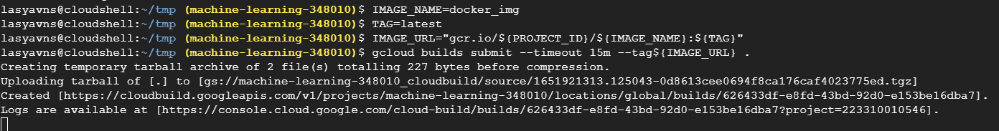 lasyavns@cloudshell:~/tmp (machine-learning-348010)$ IMAGE_NAME=docker_img
lasyavns@cloudshell:~/tmp (machine-learning-348010)$ TAG=latest
lasyavns@cloudshell:~/tmp (machine-learning-348010)$ IMAGE_URL="gcr.io/${PROJECT_ID}/${IMAGE_NAME}:${TAG}"
lasyavns@cloudshell:~/tmp (machine-learning-348010)$ gcloud builds submit --timeout 15m --tag${IMAGE_URL} .
Creating temporary tarball archive of 2 file(s) totalling 227 bytes before compression.
Uploading tarball of [.] to [gs://machine-learning-348010_cloudbuild/source/1651921313.125043-0d8613cee0694f8ca176caf4023775ed.tgz]
Created [https://cloudbuild.googleapis.com/v1/projects/machine-learning-348010/locations/global/builds/626433df-e8fd-43bd-92d0-e153be16dba7].
Logs are available at [https://console.cloud.google.com/cloud-build/builds/626433df-e8fd-43bd-92d0-e153be16dba7?project=223310010546].